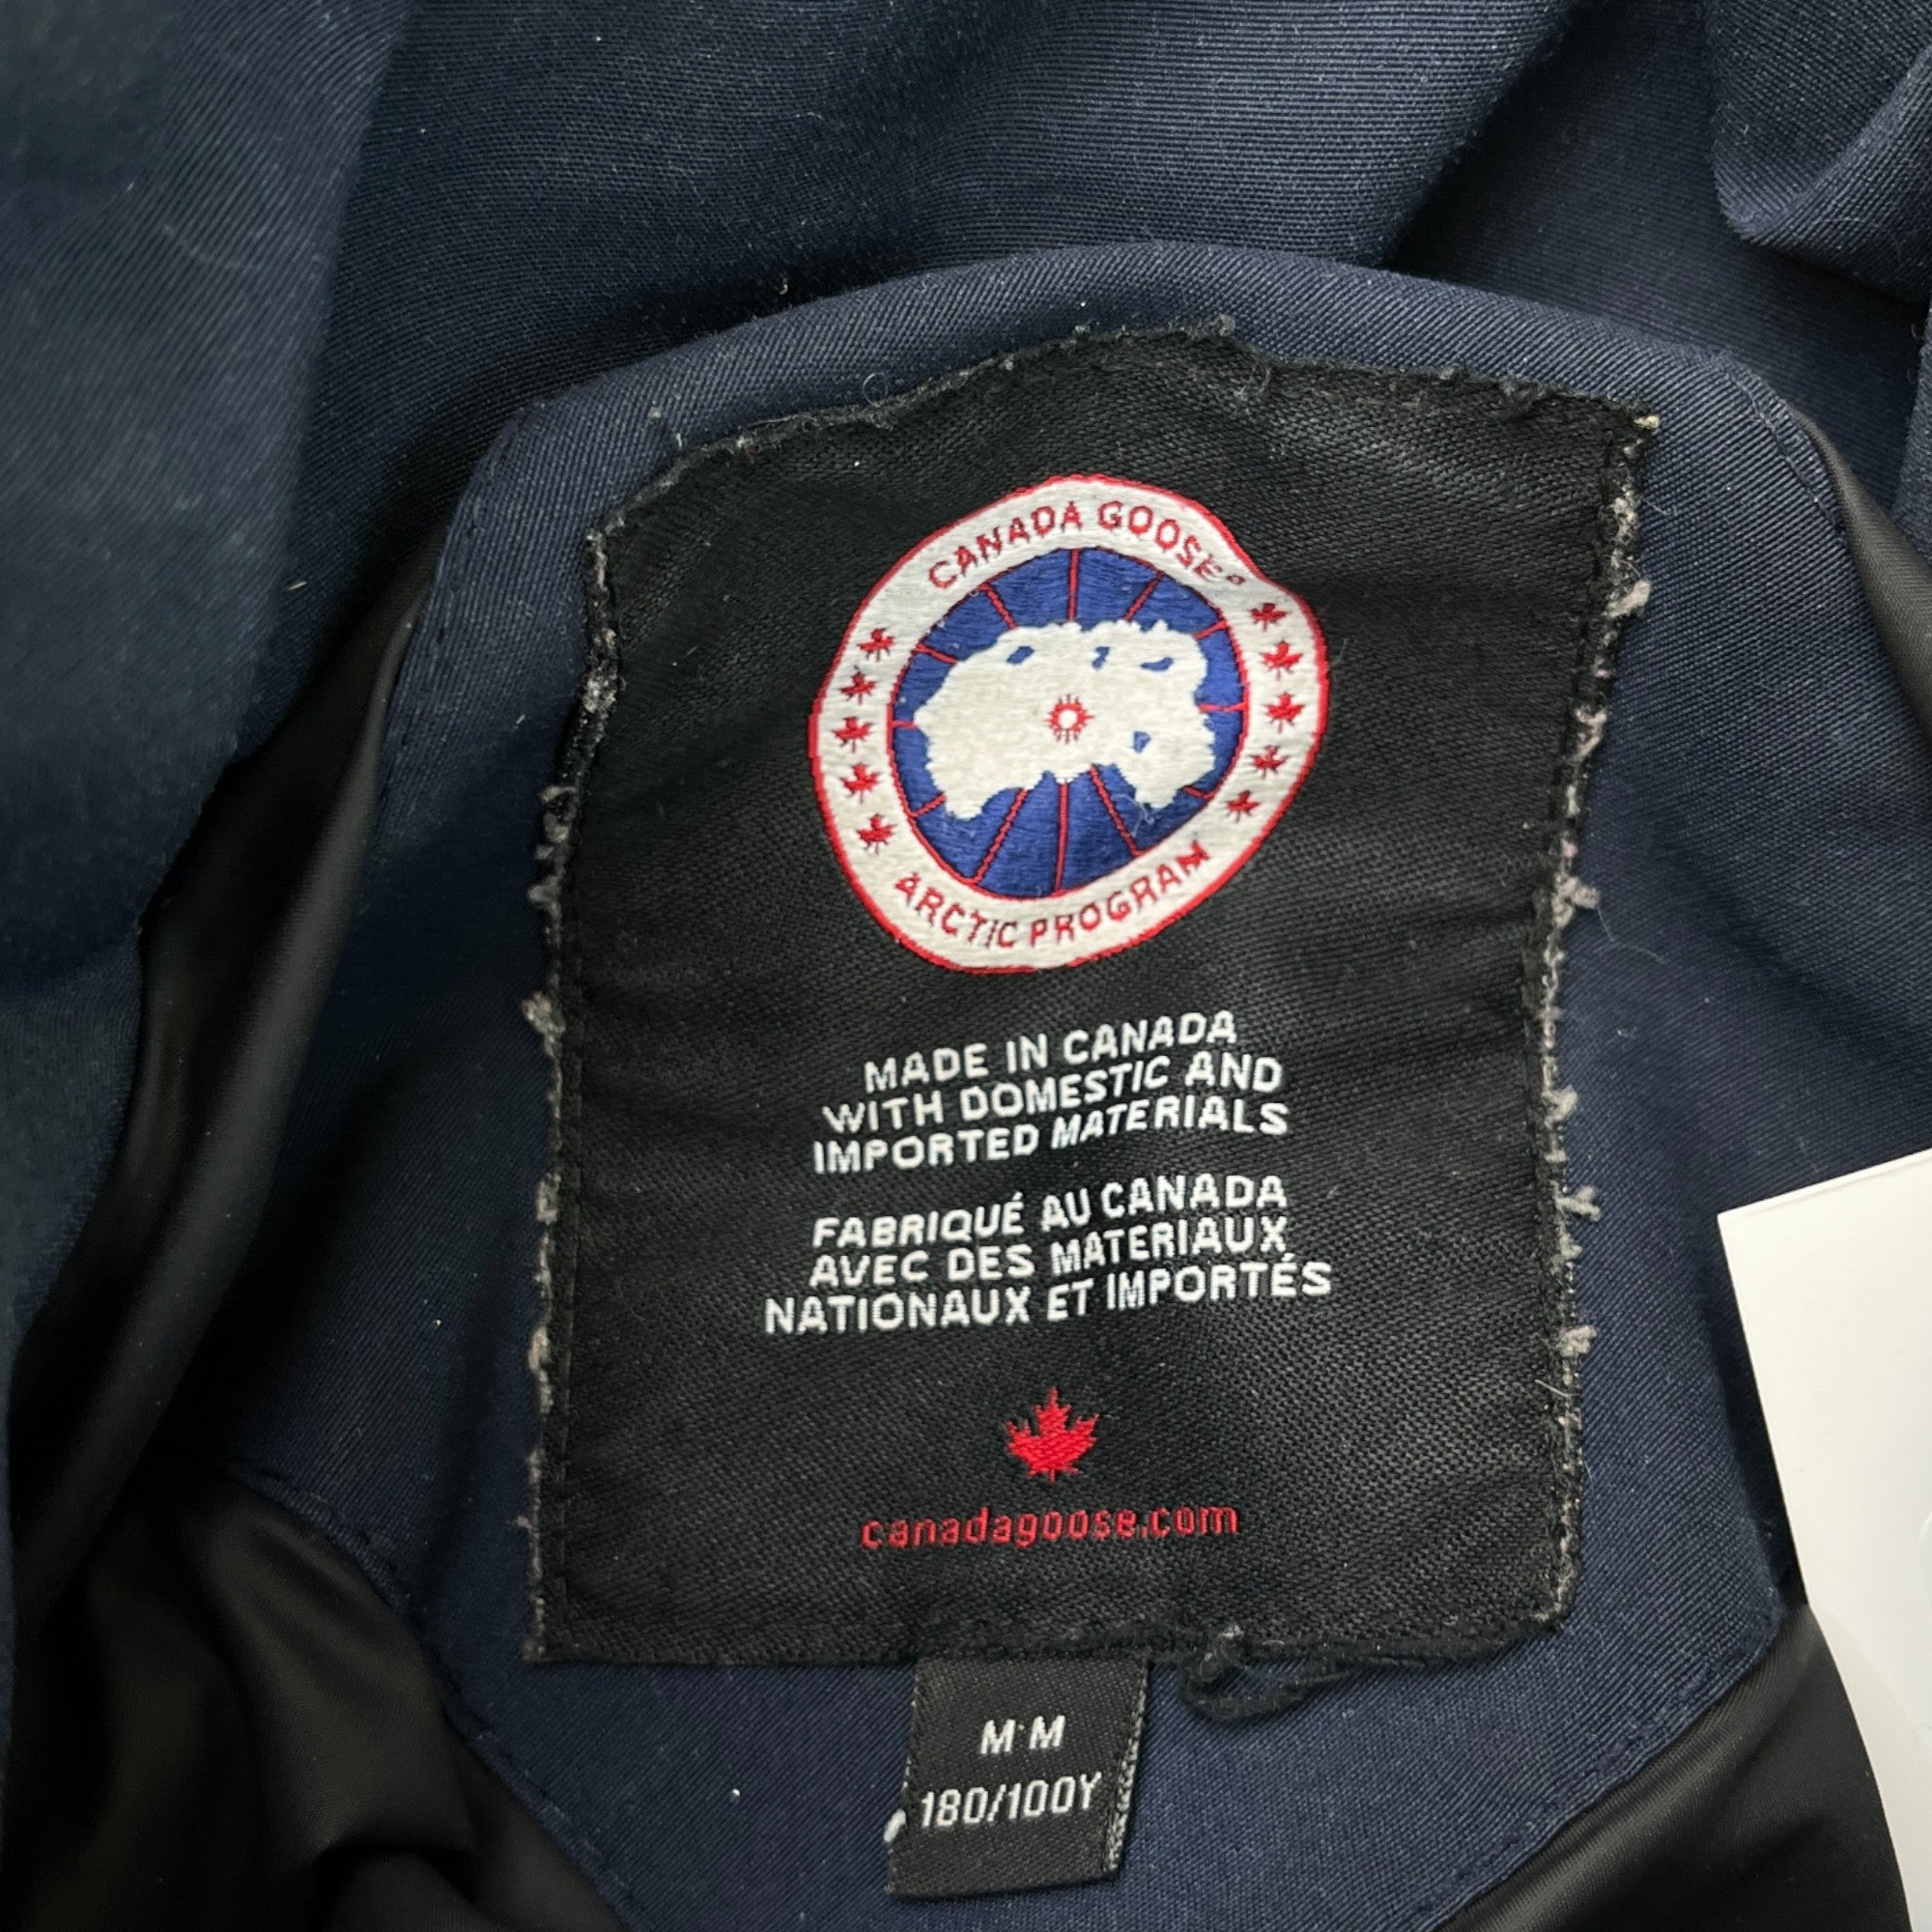 CANADA GOOSE®
ARCTIC PROGRAM
MADE IN CANADA
WITH DOMESTIC AND
IMPORTED MATERIALS
FABRIQUÉ AU CANADA
AVEC DES MATERIAUX
NATIONAUX ET IMPORTÉS
canadagoose.com
M M
180/100Y